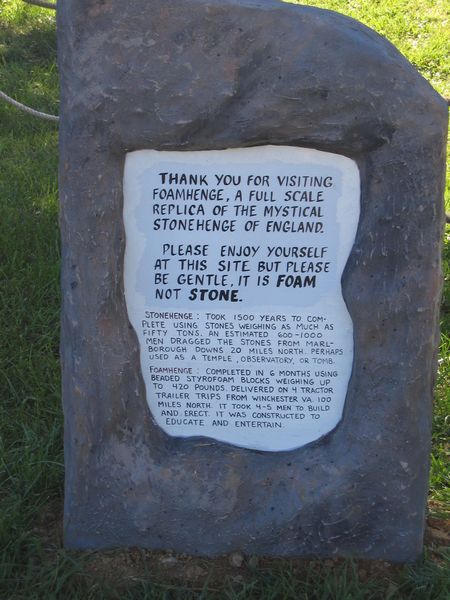 THANK YOU FOR VISITING
FOAMHENGE, A FULL SCALE
REPLICA OF THE MYSTICAL
STONEHENGE OF ENGLAND.
PLEASE ENJOY YOURSELF
AT THIS SITE BUT PLEASE
BE GENTLE, IT IS FOAM
NOT STONE.
STONEHENGE: TOOK 1500 YEARS TO COM-
PLETE USING STONES WEIGHING AS MUCH AS
FIFTY TONS. AN ESTIMATED 600-1000
MEN DRAGGED THE STONES FROM MARL-
BOROUGH DOWNS 20 MILES NORTH. PERHAPS
USED AS A TEMPLE, OBSERVATORY, OR TOMB.
FOAMHENGE: COMPLETED IN 6 MONTHS USING
BEADED STYROFOAM BLOCKS WEIGHING UP
TO 420 POUNDS. DELIVERED ON 4 TRACTOR
TRAILER TRIPS FROM WINCHESTER VA. 100
MILES NORTH. IT TOOK 4-5 MEN TO BUILD
AND ERECT. IT WAS CONSTRUCTED TO
EDUCATE AND ENTERTAIN.